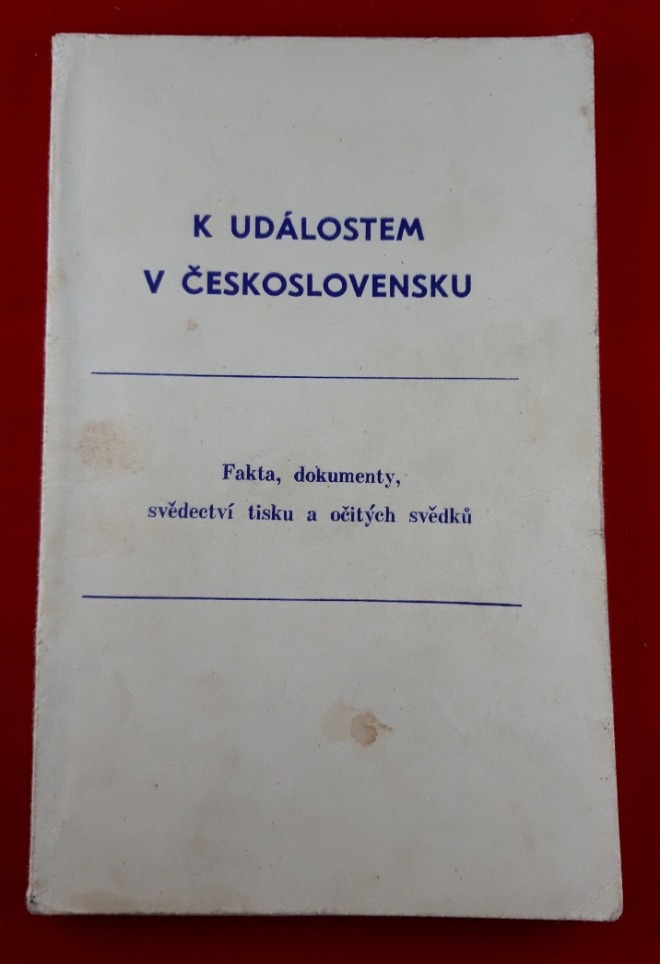 K UDÁLOSTEM
V ČESKOSLOVENSKU
Fakta, dokumenty,
svědectví tisku a očitých svědků